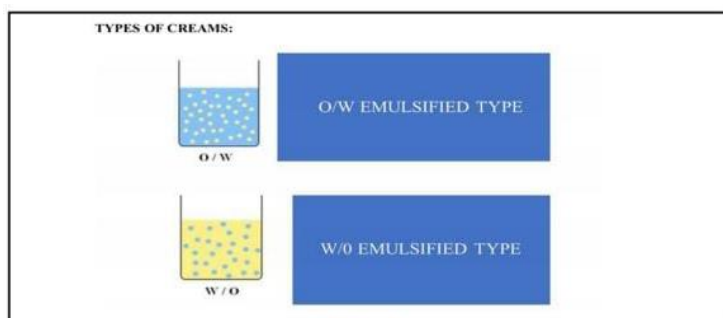 TYPES OF CREAMS:
O/W EMULSIFIED TYPE
O / W
W/0 EMULSIFIED TYPE
W / O